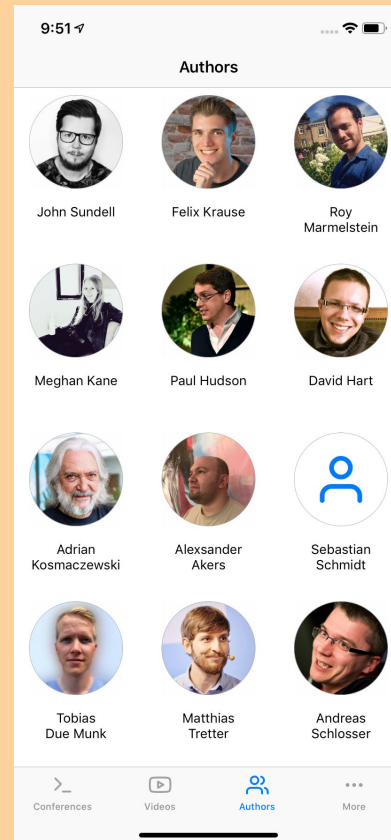 9:51
Authors
John Sundell
Felix Krause
Roy
Marmelstein
Meghan Kane
Paul Hudson
David Hart
Adrian
Kosmaczewski
Alexsander
Akers
Sebastian
Schmidt
Tobias
Due Munk
Matthias
Tretter
Andreas
Schlosser
Conferences
Videos
Authors
More